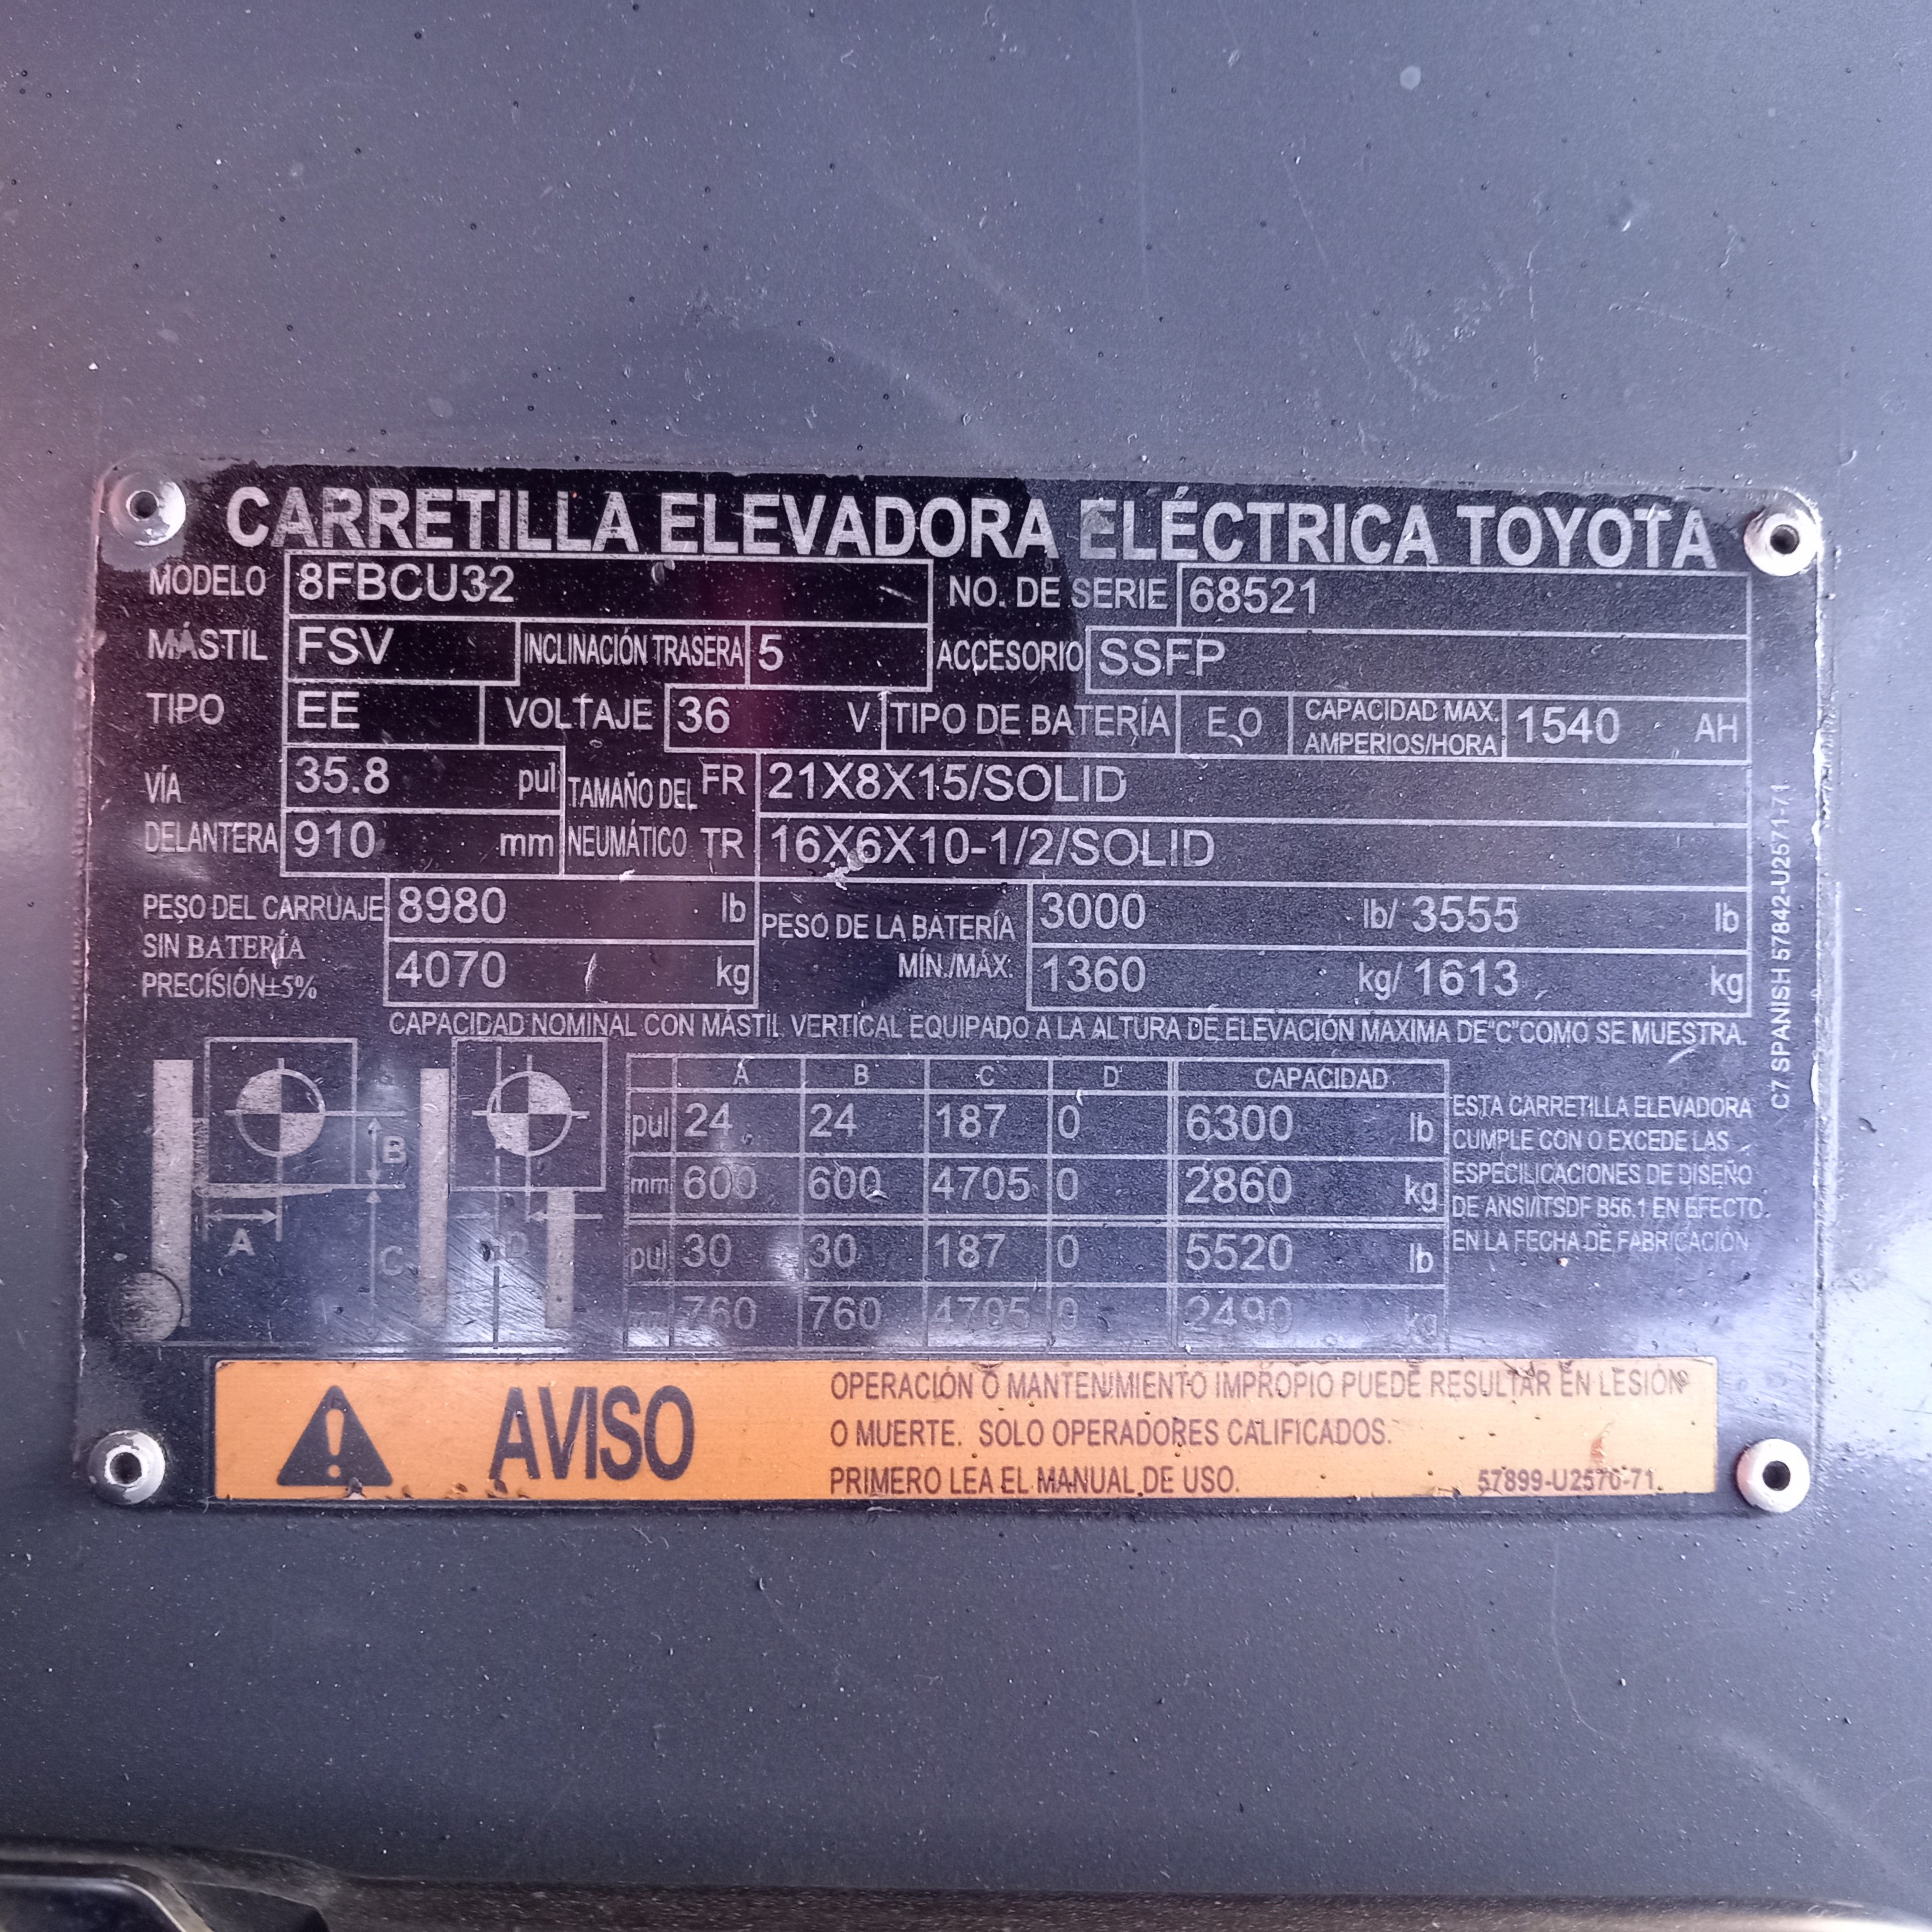 CARRETILLA ELEVADORA ELÉCTRICA TOYOTA
MODELO 8FBCU32 NO. DE SERIE 68521
MÁSTIL FSV INCLINACIÓN TRASERA 5 ACCESORIO SSFP
TIPO EE VOLTAJE 36 V TIPO DE BATERÍA E,O CAPACIDAD MAX. AMPERIOS/HORA 1540 AH
VÍA DELANTERA 35.8 pul 910 mm
TAMAÑO DEL NEUMÁTICO FR 21X8X15/SOLID
TR 16X6X10-1/2/SOLID
PESO DEL CARRUAJE SIN BATERÍA PRECISIÓN±5% 8980 lb 4070 kg
PESO DE LA BATERÍA MÍN./MÁX. 3000 lb/ 3555 lb
1360 kg/ 1613 kg
CAPACIDAD NOMINAL CON MÁSTIL VERTICAL EQUIPADO A LA ALTURA DE ELEVACIÓN MAXIMA DE"C"COMO SE MUESTRA.
A B C D
A B C D CAPACIDAD
pul 24 24 187 0 6300 lb
mm 600 600 4705 0 2860 kg
pul 30 30 187 0 5520 lb
mm 760 760 4705 0 2490 kg
ESTA CARRETILLA ELEVADORA
CUMPLE CON O EXCEDE LAS
ESPECILICACIONES DE DISEÑO
DE ANSI/ITSDF B56.1 EN EFECTO
EN LA FECHA DE FABRICACIÓN
C7 SPANISH 57842-U2571-71
AVISO
OPERACIÓN O MANTENIMIENTO IMPROPIO PUEDE RESULTAR EN LESIÓN
O MUERTE. SOLO OPERADORES CALIFICADOS.
PRIMERO LEA EL MANUAL DE USO. 57899-U2570-71